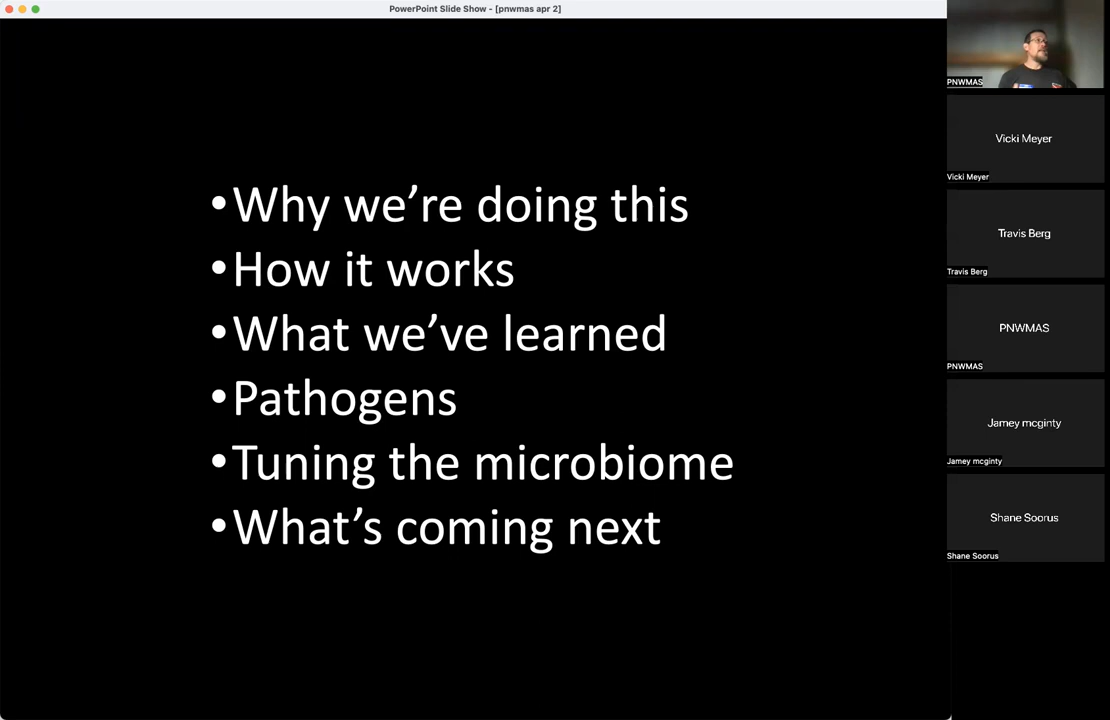 PowerPoint Slide Show - [pnwmas apr 2]
•Why we’re doing this
•How it works
•What we’ve learned
•Pathogens
•Tuning the microbiome
•What’s coming next
PNWMAS
Vicki Meyer
Vicki Meyer
Travis Berg
Travis Berg
PNWMAS
PNWMAS
Jamey mcginty
Jamey mcginty
Shane Soorus
Shane Soorus